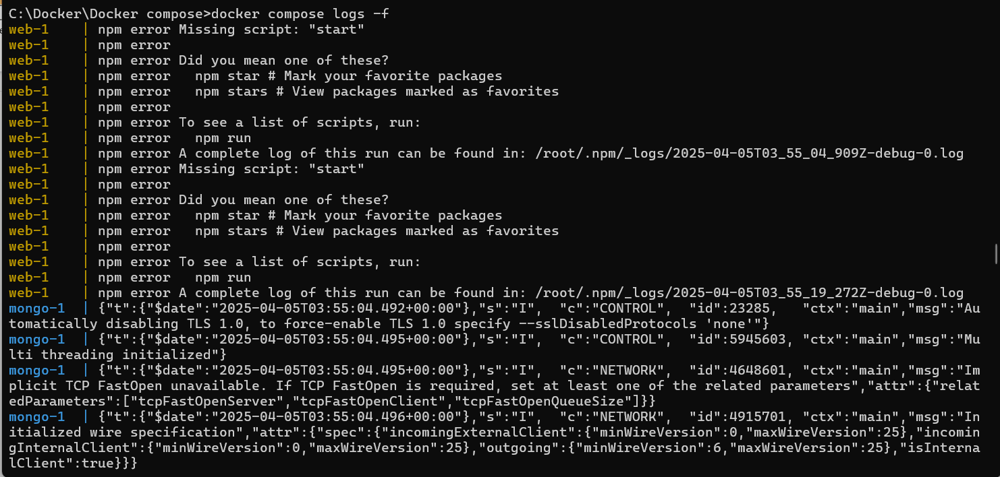 C:\Docker\Docker compose>docker compose logs -f
web-1    | npm error Missing script: "start"
web-1    | npm error
web-1    | npm error Did you mean one of these?
web-1    | npm error   npm star # Mark your favorite packages
web-1    | npm error   npm stars # View packages marked as favorites
web-1    | npm error
web-1    | npm error To see a list of scripts, run:
web-1    | npm error   npm run
web-1    | npm error A complete log of this run can be found in: /root/.npm/_logs/2025-04-05T03_55_04_909Z-debug-0.log
web-1    | npm error Missing script: "start"
web-1    | npm error
web-1    | npm error Did you mean one of these?
web-1    | npm error   npm star # Mark your favorite packages
web-1    | npm error   npm stars # View packages marked as favorites
web-1    | npm error
web-1    | npm error To see a list of scripts, run:
web-1    | npm error   npm run
web-1    | npm error A complete log of this run can be found in: /root/.npm/_logs/2025-04-05T03_55_19_272Z-debug-0.log
mongo-1  | {"t":{"$date":"2025-04-05T03:55:04.492+00:00"},"s":"I",  "c":"CONTROL",  "id":23285,   "ctx":"main","msg":"Au
tomatically disabling TLS 1.0, to force-enable TLS 1.0 specify --sslDisabledProtocols 'none'"}
mongo-1  | {"t":{"$date":"2025-04-05T03:55:04.495+00:00"},"s":"I",  "c":"CONTROL",  "id":5945603, "ctx":"main","msg":"Mu
lti threading initialized"}
mongo-1  | {"t":{"$date":"2025-04-05T03:55:04.495+00:00"},"s":"I",  "c":"NETWORK",  "id":4648601, "ctx":"main","msg":"Im
plicit TCP FastOpen unavailable. If TCP FastOpen is required, set at least one of the related parameters","attr":{"relat
edParameters":["tcpFastOpenServer","tcpFastOpenClient","tcpFastOpenQueueSize"]}}
mongo-1  | {"t":{"$date":"2025-04-05T03:55:04.496+00:00"},"s":"I",  "c":"NETWORK",  "id":4915701, "ctx":"main","msg":"In
itialized wire specification","attr":{"spec":{"incomingExternalClient":{"minWireVersion":0,"maxWireVersion":25},"incomin
gInternalClient":{"minWireVersion":0,"maxWireVersion":25},"outgoing":{"minWireVersion":6,"maxWireVersion":25},"isInterna
lClient":true}}}